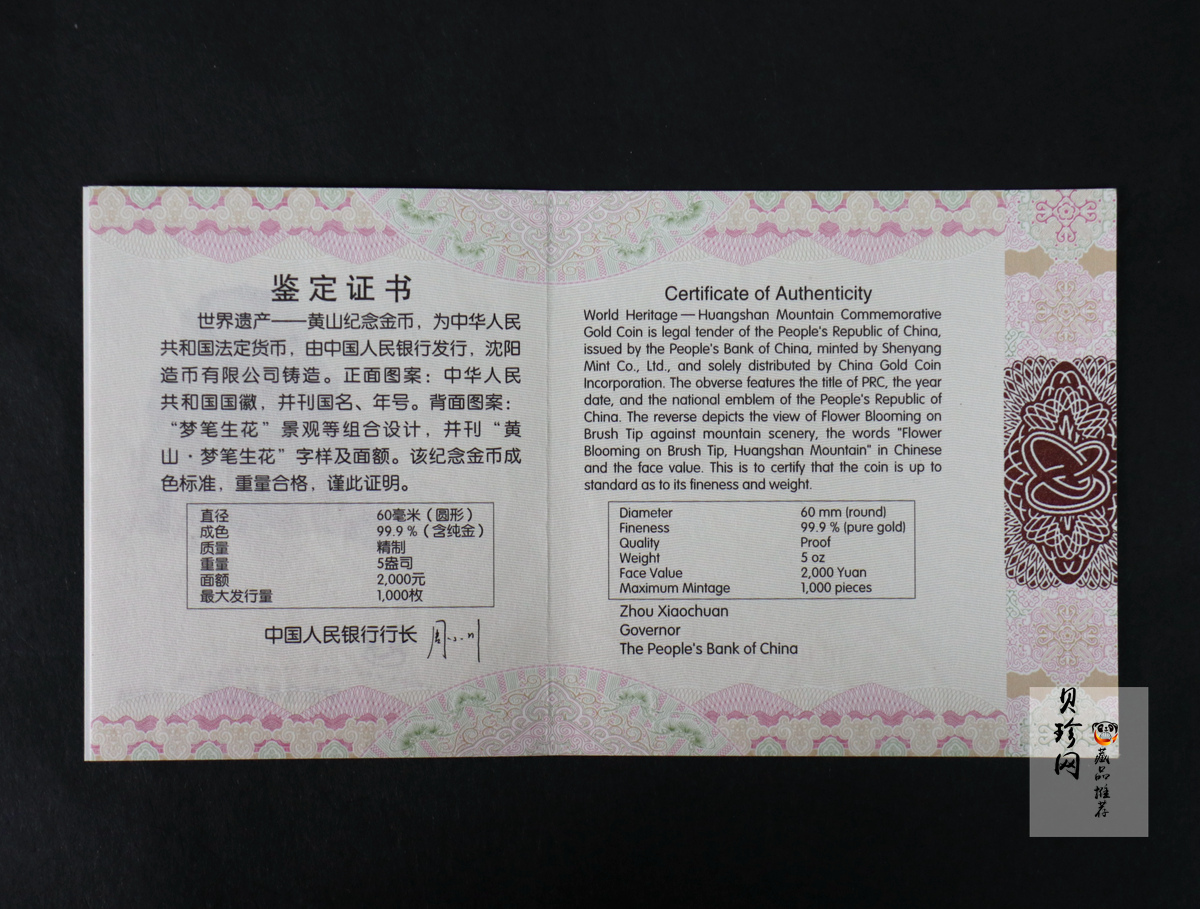 鉴定证书
世界遗产——黄山纪念金币，为中华人民
共和国法定货币，由中国人民银行发行，沈阳
造币有限公司铸造。正面图案：中华人民
共和国国徽，并刊国名、年号。背面图案：
“梦笔生花”景观等组合设计，并刊“黄
山·梦笔生花”字样及面额。该纪念金币成
色标准，重量合格，谨此证明。
直径 60毫米（圆形）
成色 99.9％（含纯金）
质量 精制
重量 5盎司
面额 2,000元
最大发行量 1,000枚
中国人民银行行长 周小川
Certificate of Authenticity
World Heritage — Huangshan Mountain Commemorative
Gold Coin is legal tender of the People's Republic of China,
issued by the People's Bank of China, minted by Shenyang
Mint Co., Ltd., and solely distributed by China Gold Coin
Incorporation. The obverse features the title of PRC, the year
date, and the national emblem of the People's Republic of
China. The reverse depicts the view of Flower Blooming on
Brush Tip against mountain scenery, the words "Flower
Blooming on Brush Tip, Huangshan Mountain" in Chinese
and the face value. This is to certify that the coin is up to
standard as to its fineness and weight.
Diameter 60 mm (round)
Fineness 99.9 % (pure gold)
Quality Proof
Weight 5 oz
Face Value 2,000 Yuan
Maximum Mintage 1,000 pieces
Zhou Xiaochuan
Governor
The People's Bank of China
贝珍网
藏品推荐